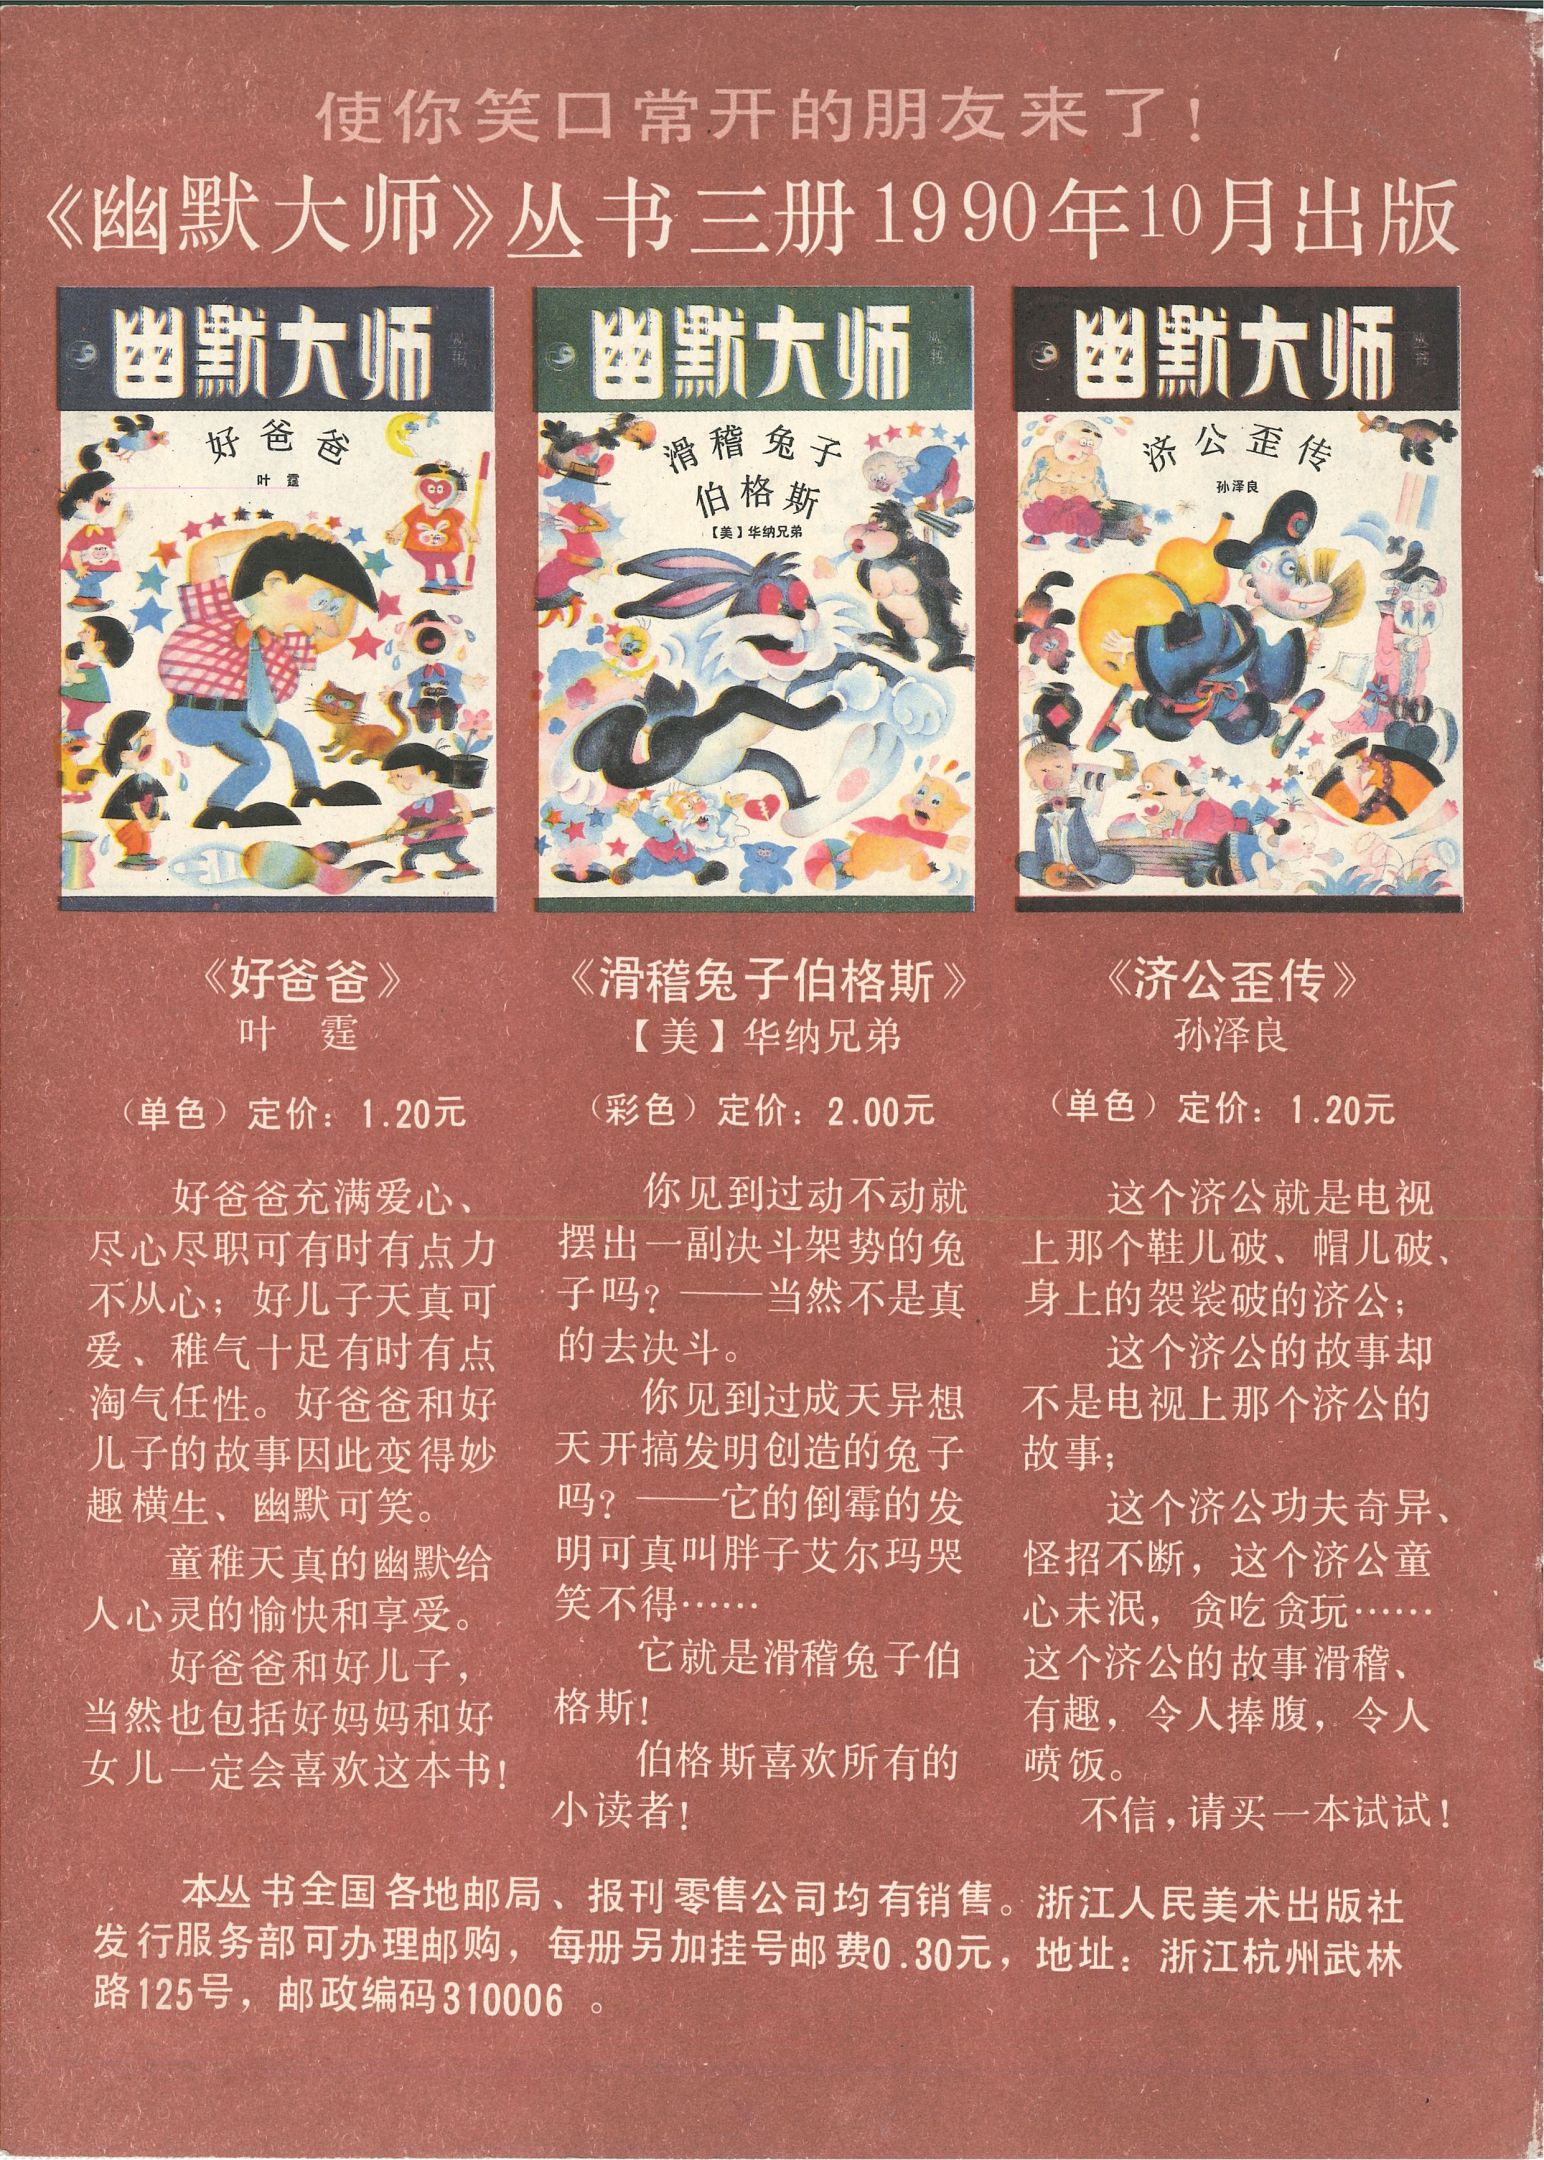 使你笑口常开的朋友来了！
《幽默大师》丛书三册1990年10月出版
幽默大师
好爸爸
叶霆
幽默大师
滑稽兔子
伯格斯
【美】华纳兄弟
幽默大师
济公歪传
孙泽良
《好爸爸》
叶　霆
（单色）定价：1.20元
好爸爸充满爱心、
尽心尽职可有时有点力
不从心；好儿子天真可
爱、稚气十足有时有点
淘气任性。好爸爸和好
儿子的故事因此变得妙
趣横生、幽默可笑。
童稚天真的幽默给
人心灵的愉快和享受。
好爸爸和好儿子，
当然也包括好妈妈和好
女儿一定会喜欢这本书！
《滑稽兔子伯格斯》
【美】华纳兄弟
（彩色）定价：2.00元
你见到过动不动就
摆出一副决斗架势的兔
子吗？——当然不是真
的去决斗。
你见到过成天异想
天开搞发明创造的兔子
吗？——它的倒霉的发
明可真叫胖子艾尔玛哭
笑不得……
它就是滑稽兔子伯
格斯！
伯格斯喜欢所有的
小读者！
《济公歪传》
孙泽良
（单色）定价：1.20元
这个济公就是电视
上那个鞋儿破、帽儿破、
身上的袈裟破的济公；
这个济公的故事却
不是电视上那个济公的
故事；
这个济公功夫奇异、
怪招不断，这个济公童
心未泯，贪吃贪玩……
这个济公的故事滑稽、
有趣，令人捧腹，令人
喷饭。
不信，请买一本试试！
本丛书全国各地邮局、报刊零售公司均有销售。浙江人民美术出版社
发行服务部可办理邮购，每册另加挂号邮费0.30元，地址：浙江杭州武林
路125号，邮政编码310006。